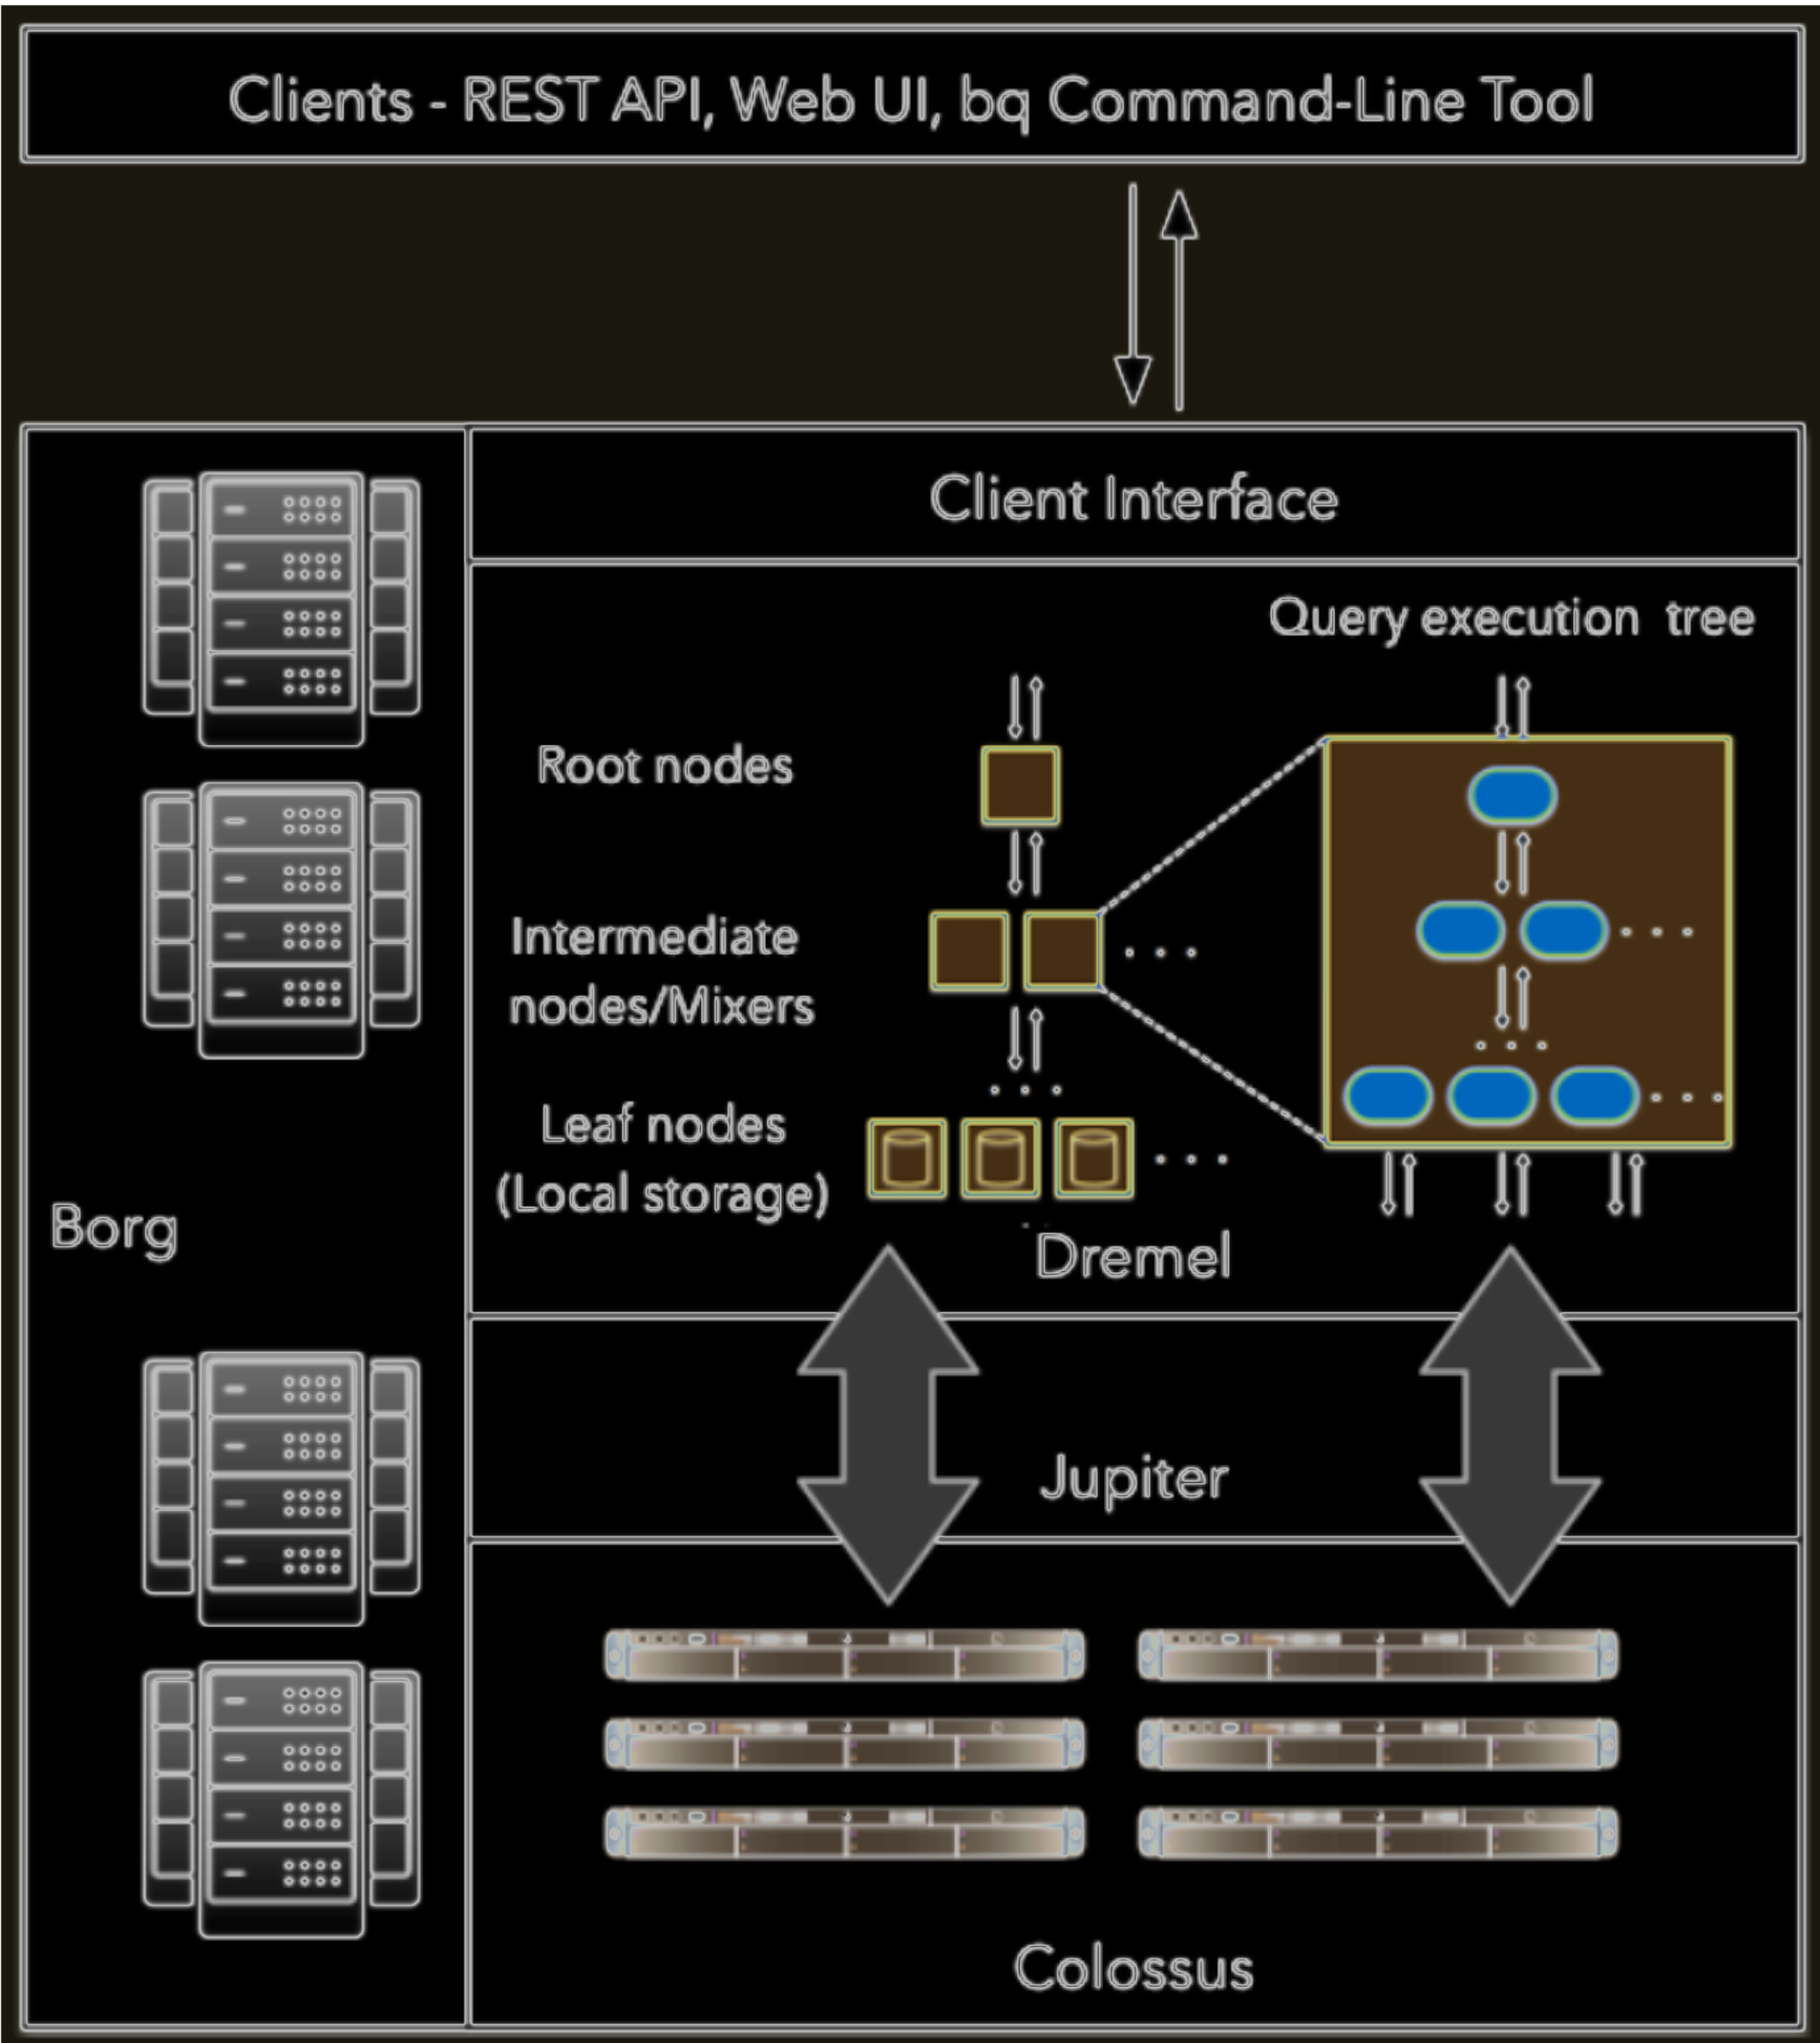 Clients - REST API, Web UI, bq Command-Line Tool
Client Interface
Query execution tree
Root nodes
Intermediate
nodes/Mixers
Leaf nodes
(Local storage)
Borg
Dremel
Jupiter
Colossus